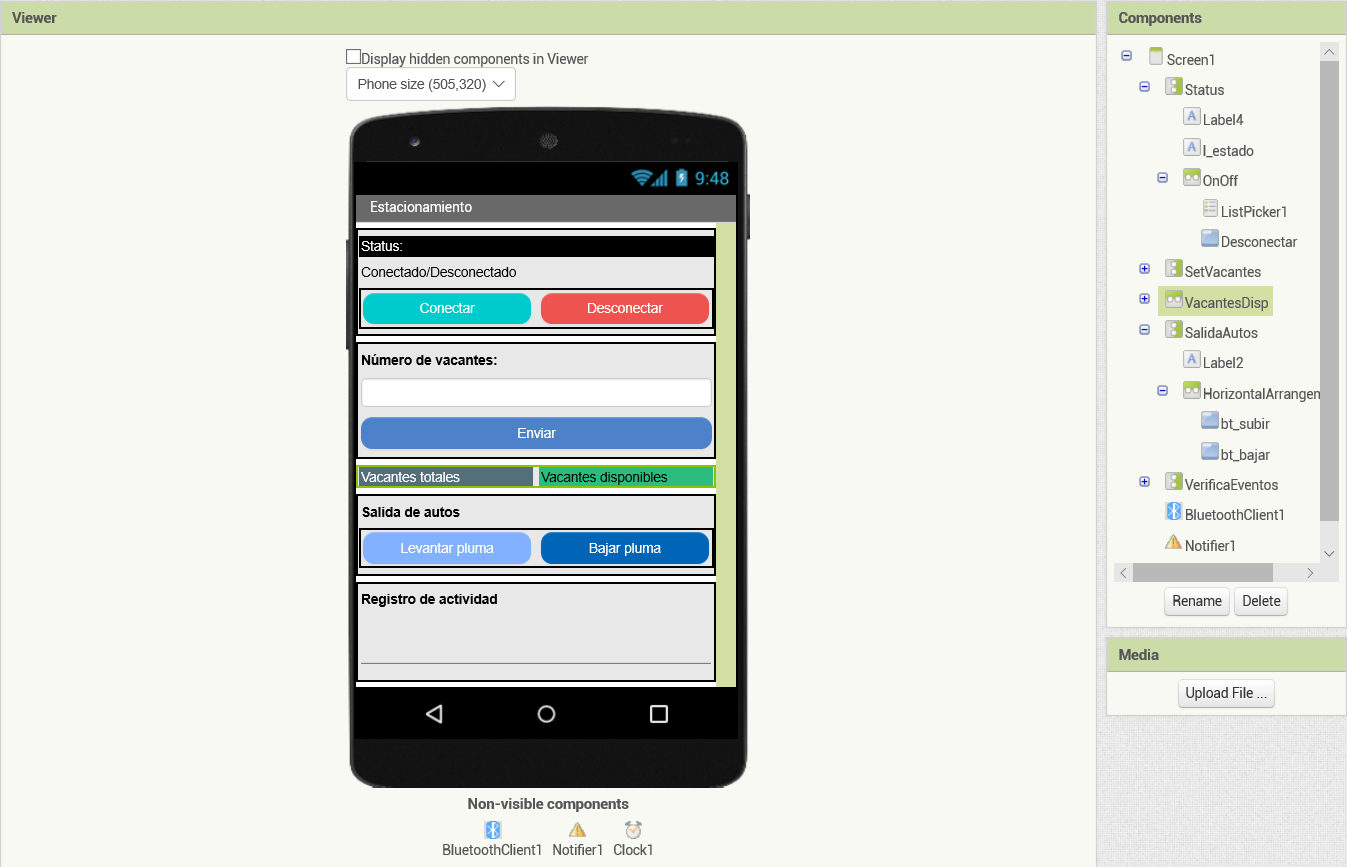 Viewer
Display hidden components in Viewer
Phone size (505,320)
9:48
Estacionamiento
Status:
Conectado/Desconectado
Conectar Desconectar
Número de vacantes:
Enviar
Vacantes totales Vacantes disponibles
Salida de autos
Levantar pluma Bajar pluma
Registro de actividad
Non-visible components
BluetoothClient1 Notifier1 Clock1
Components
Screen1
Status
A Label4
A l_estado
OnOff
ListPicker1
Desconectar
SetVacantes
VacantesDisp
SalidaAutos
A Label2
HorizontalArrangem
bt_subir
bt_bajar
VerificaEventos
BluetoothClient1
Notifier1
Rename Delete
Media
Upload File ...